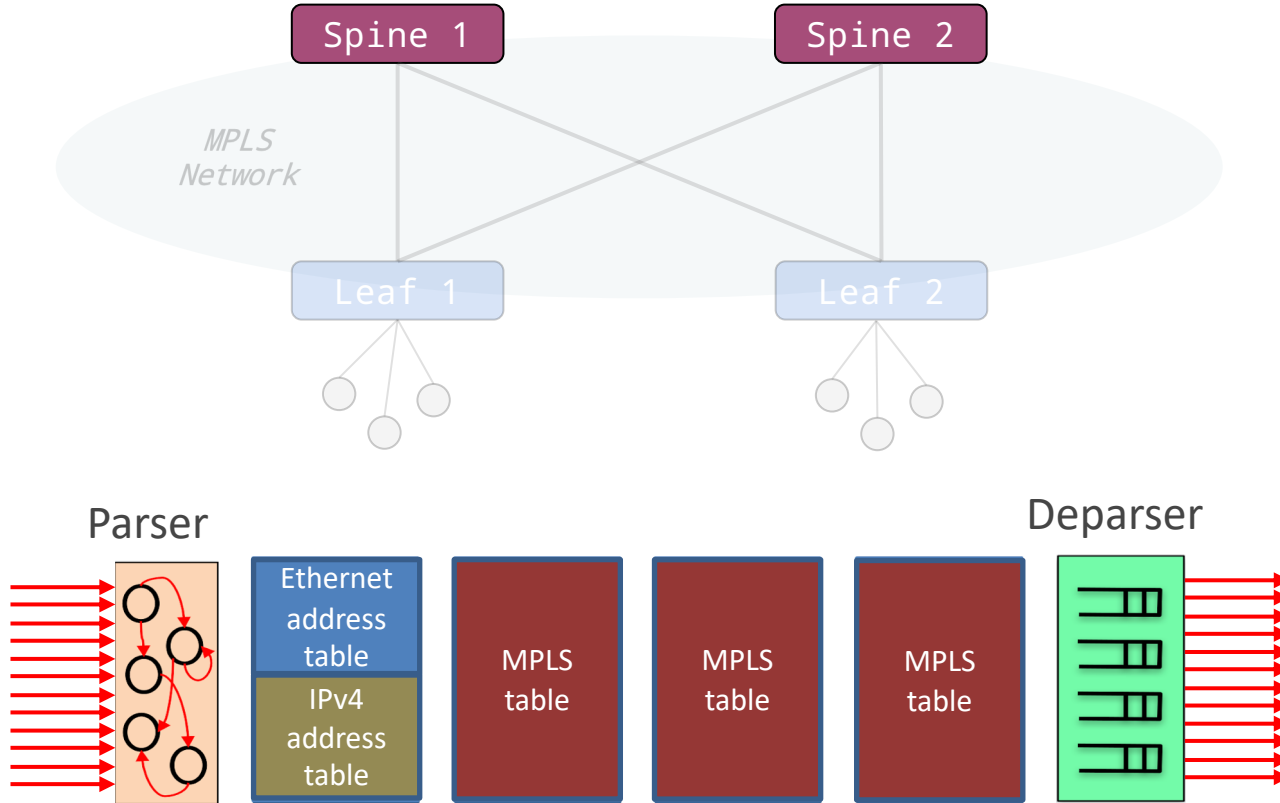 Spine 1
Spine 2
MPLS
Network
Leaf 1
Leaf 2
Parser
Deparser
Ethernet
address
table
IPv4
address
table
MPLS
table
MPLS
table
MPLS
table